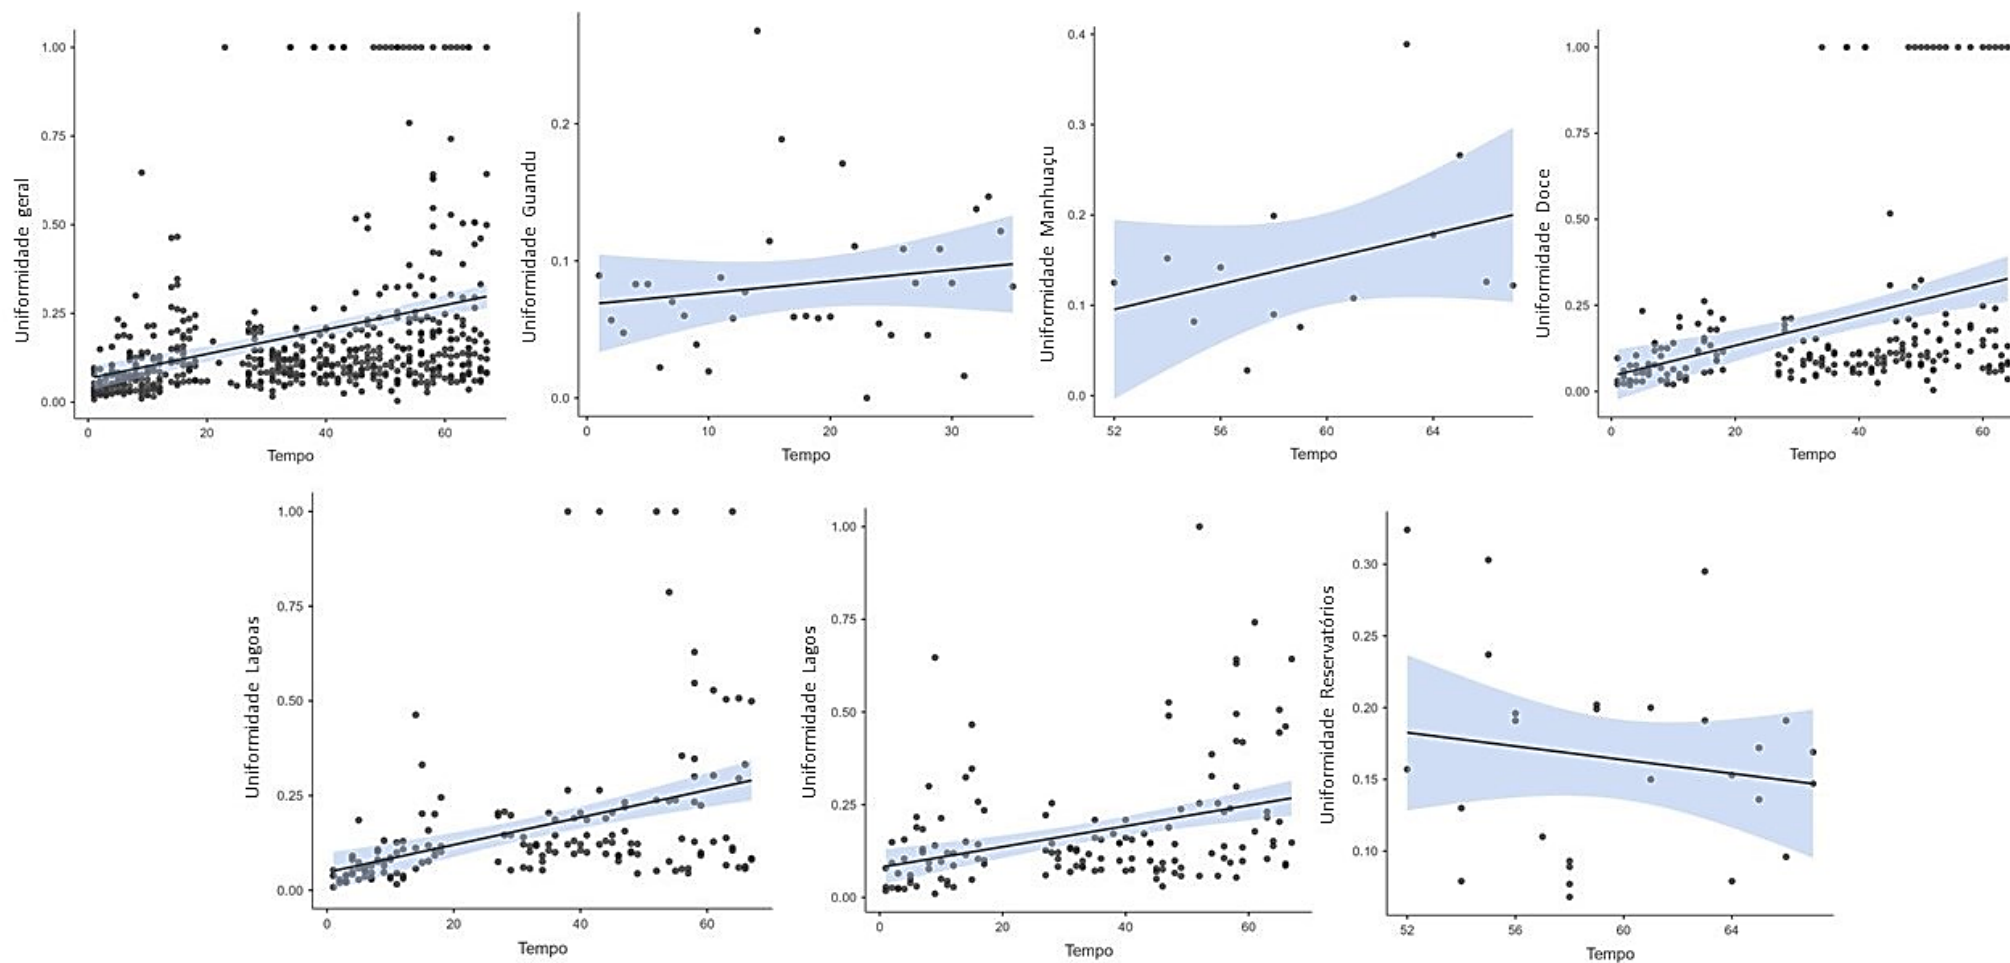 Uniformidade geral
1.00
0.75
0.50
0.25
0.00
0 20 40 60
Tempo
Uniformidade Guandu
0.2
0.1
0.0
0 10 20 30
Tempo
Uniformidade Manhuaçu
0.4
0.3
0.2
0.1
0.0
52 56 60 64
Tempo
Uniformidade Doce
1.00
0.75
0.50
0.25
0.00
0 20 40 60
Tempo
Uniformidade Lagoas
1.00
0.75
0.50
0.25
0.00
0 20 40 60
Tempo
Uniformidade Lagos
1.00
0.75
0.50
0.25
0.00
0 20 40 60
Tempo
Uniformidade Reservatórios
0.30
0.25
0.20
0.15
0.10
52 56 60 64
Tempo